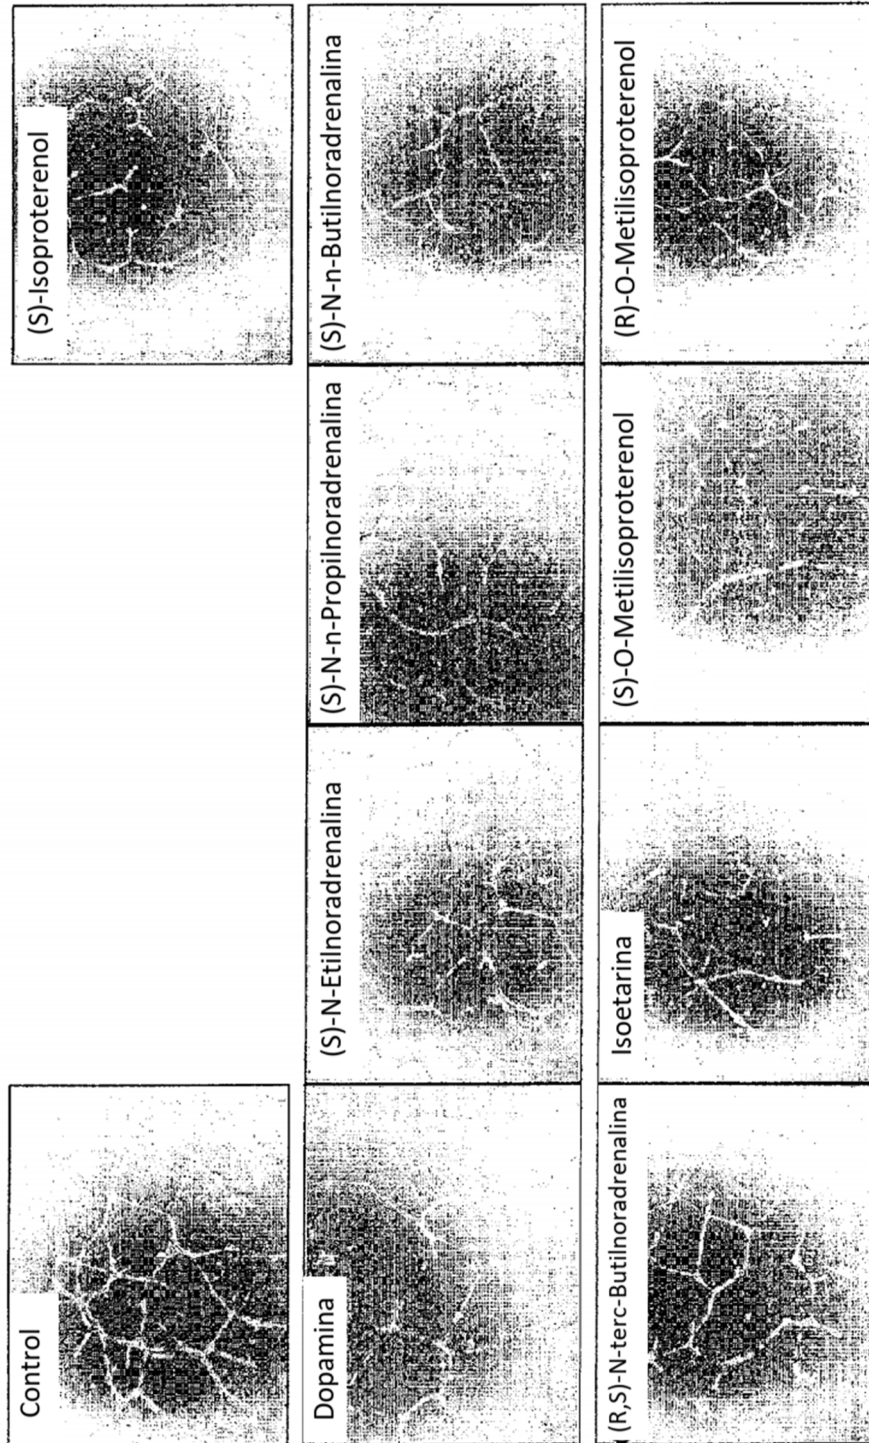 Control
(S)-Isoproterenol
Dopamina
(S)-N-Etilnoradrenalina
(S)-N-n-Propilnoradrenalina
(S)-N-n-Butilnoradrenalina
(R,S)-N-terc-Butilnoradrenalina
Isoetarina
(S)-O-Metilisoproterenol
(R)-O-Metilisoproterenol